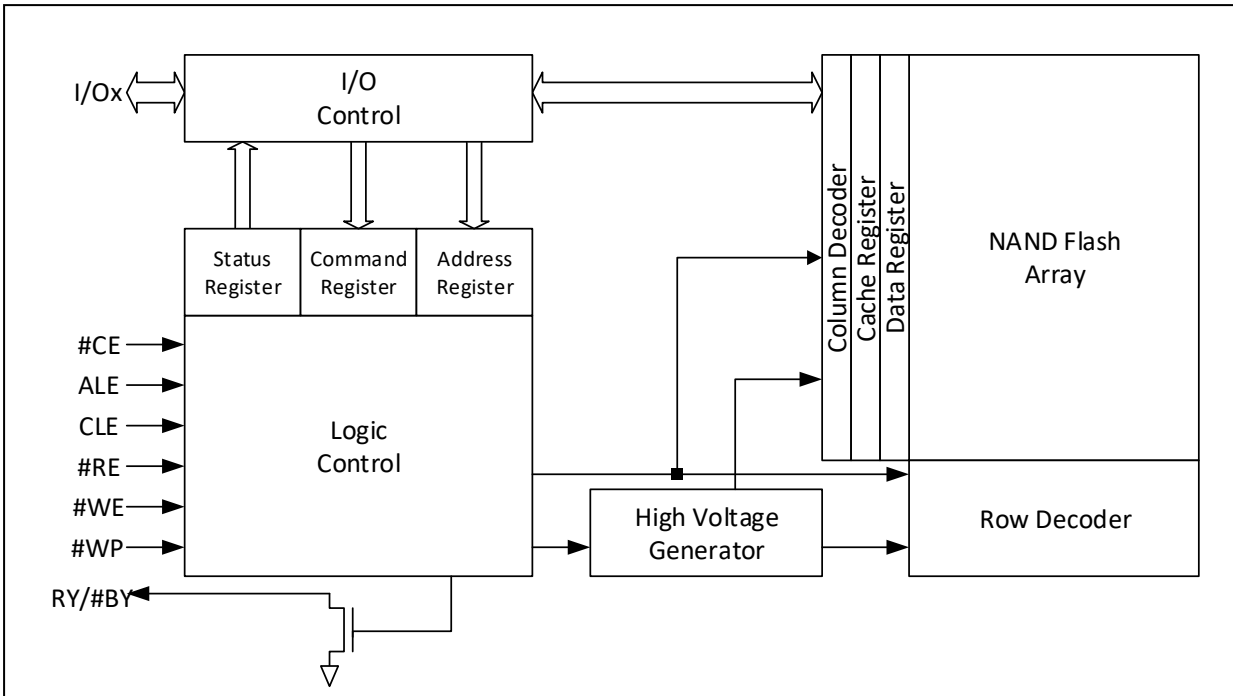 I/Ox
I/O
Control
Status
Register
Command
Register
Address
Register
#CE
ALE
CLE
#RE
#WE
#WP
RY/#BY
Logic
Control
High Voltage
Generator
Column Decoder
Cache Register
Data Register
NAND Flash
Array
Row Decoder